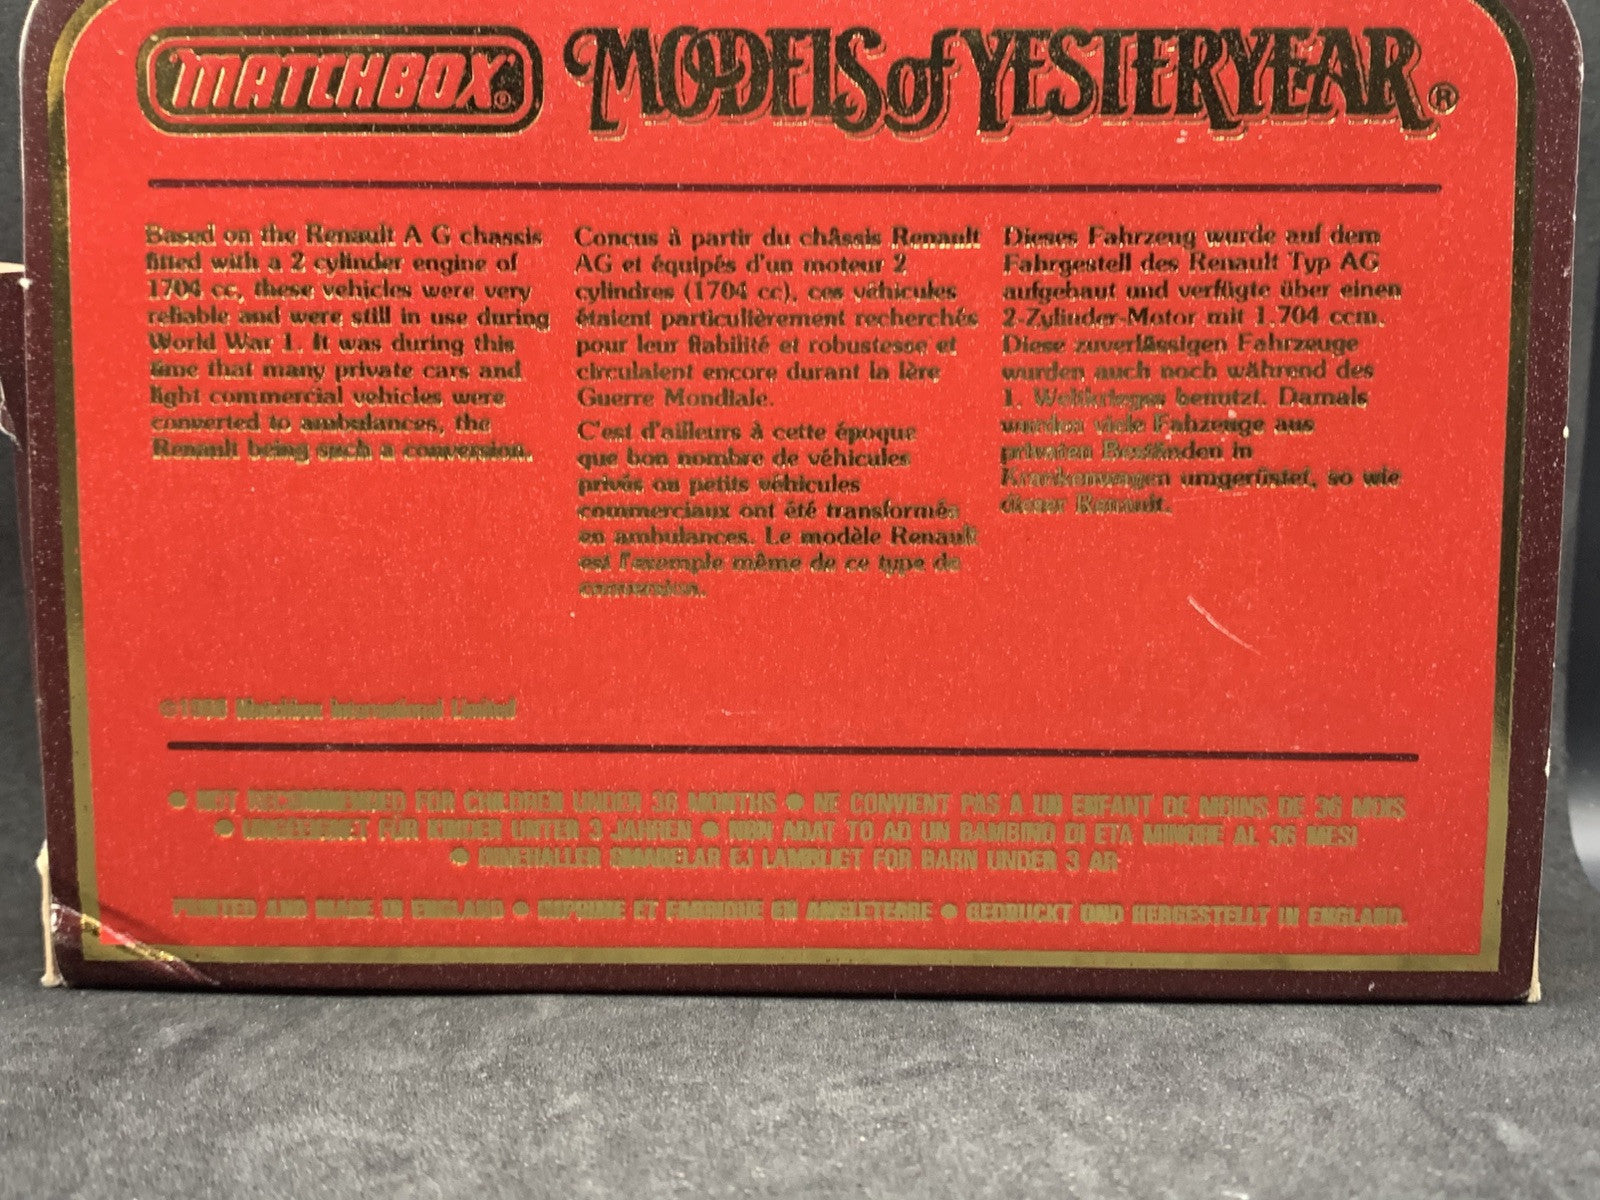 MATCHBOX®
MODELS of YESTERYEAR®
Based on the Renault A G chassis
fitted with a 2 cylinder engine of
1704 cc, these vehicles were very
reliable and were still in use during
World War 1. It was during this
time that many private cars and
light commercial vehicles were
converted to ambulances, the
Renault being such a conversion.
Concus à partir du châssis Renault
AG et équipés d'un moteur 2
cylindres (1704 cc), ces véhicules
étaient particulièrement recherchés
pour leur fiabilité et robustesse et
circulaient encore durant la 1ère
Guerre Mondiale.
C'est d'ailleurs à cette époque
que bon nombre de véhicules
privés ou petits véhicules
commerciaux ont été transformés
en ambulances. Le modèle Renault
est l'exemple même de ce type de
conversion.
Dieses Fahrzeug wurde auf dem
Fahrgestell des Renault Typ AG
aufgebaut und verfügte über einen
2-Zylinder-Motor mit 1.704 ccm.
Diese zuverlässigen Fahrzeuge
wurden auch noch während des
1. Weltkrieges benutzt. Damals
wurden viele Fahzeuge aus
privaten Beständen in
Krankenwagen umgerüstet, so wie
dieser Renault.
© Matchbox International Limited
● NOT RECOMMENDED FOR CHILDREN UNDER 36 MONTHS ● NE CONVIENT PAS A UN ENFANT DE MOINS DE 36 MOIS
● UNGEEIGNET FÜR KINDER UNTER 3 JAHREN ● NON ADATTO AD UN BAMBINO DI ETA MINORE AL 36 MESI
● INNEHALLER SMADELAR EJ LAMPLIGT FOR BARN UNDER 3 AR
PRINTED AND MADE IN ENGLAND ● IMPRIME ET FABRIQUE EN ANGLETERRE ● GEDRUCKT UND HERGESTELLT IN ENGLAND.